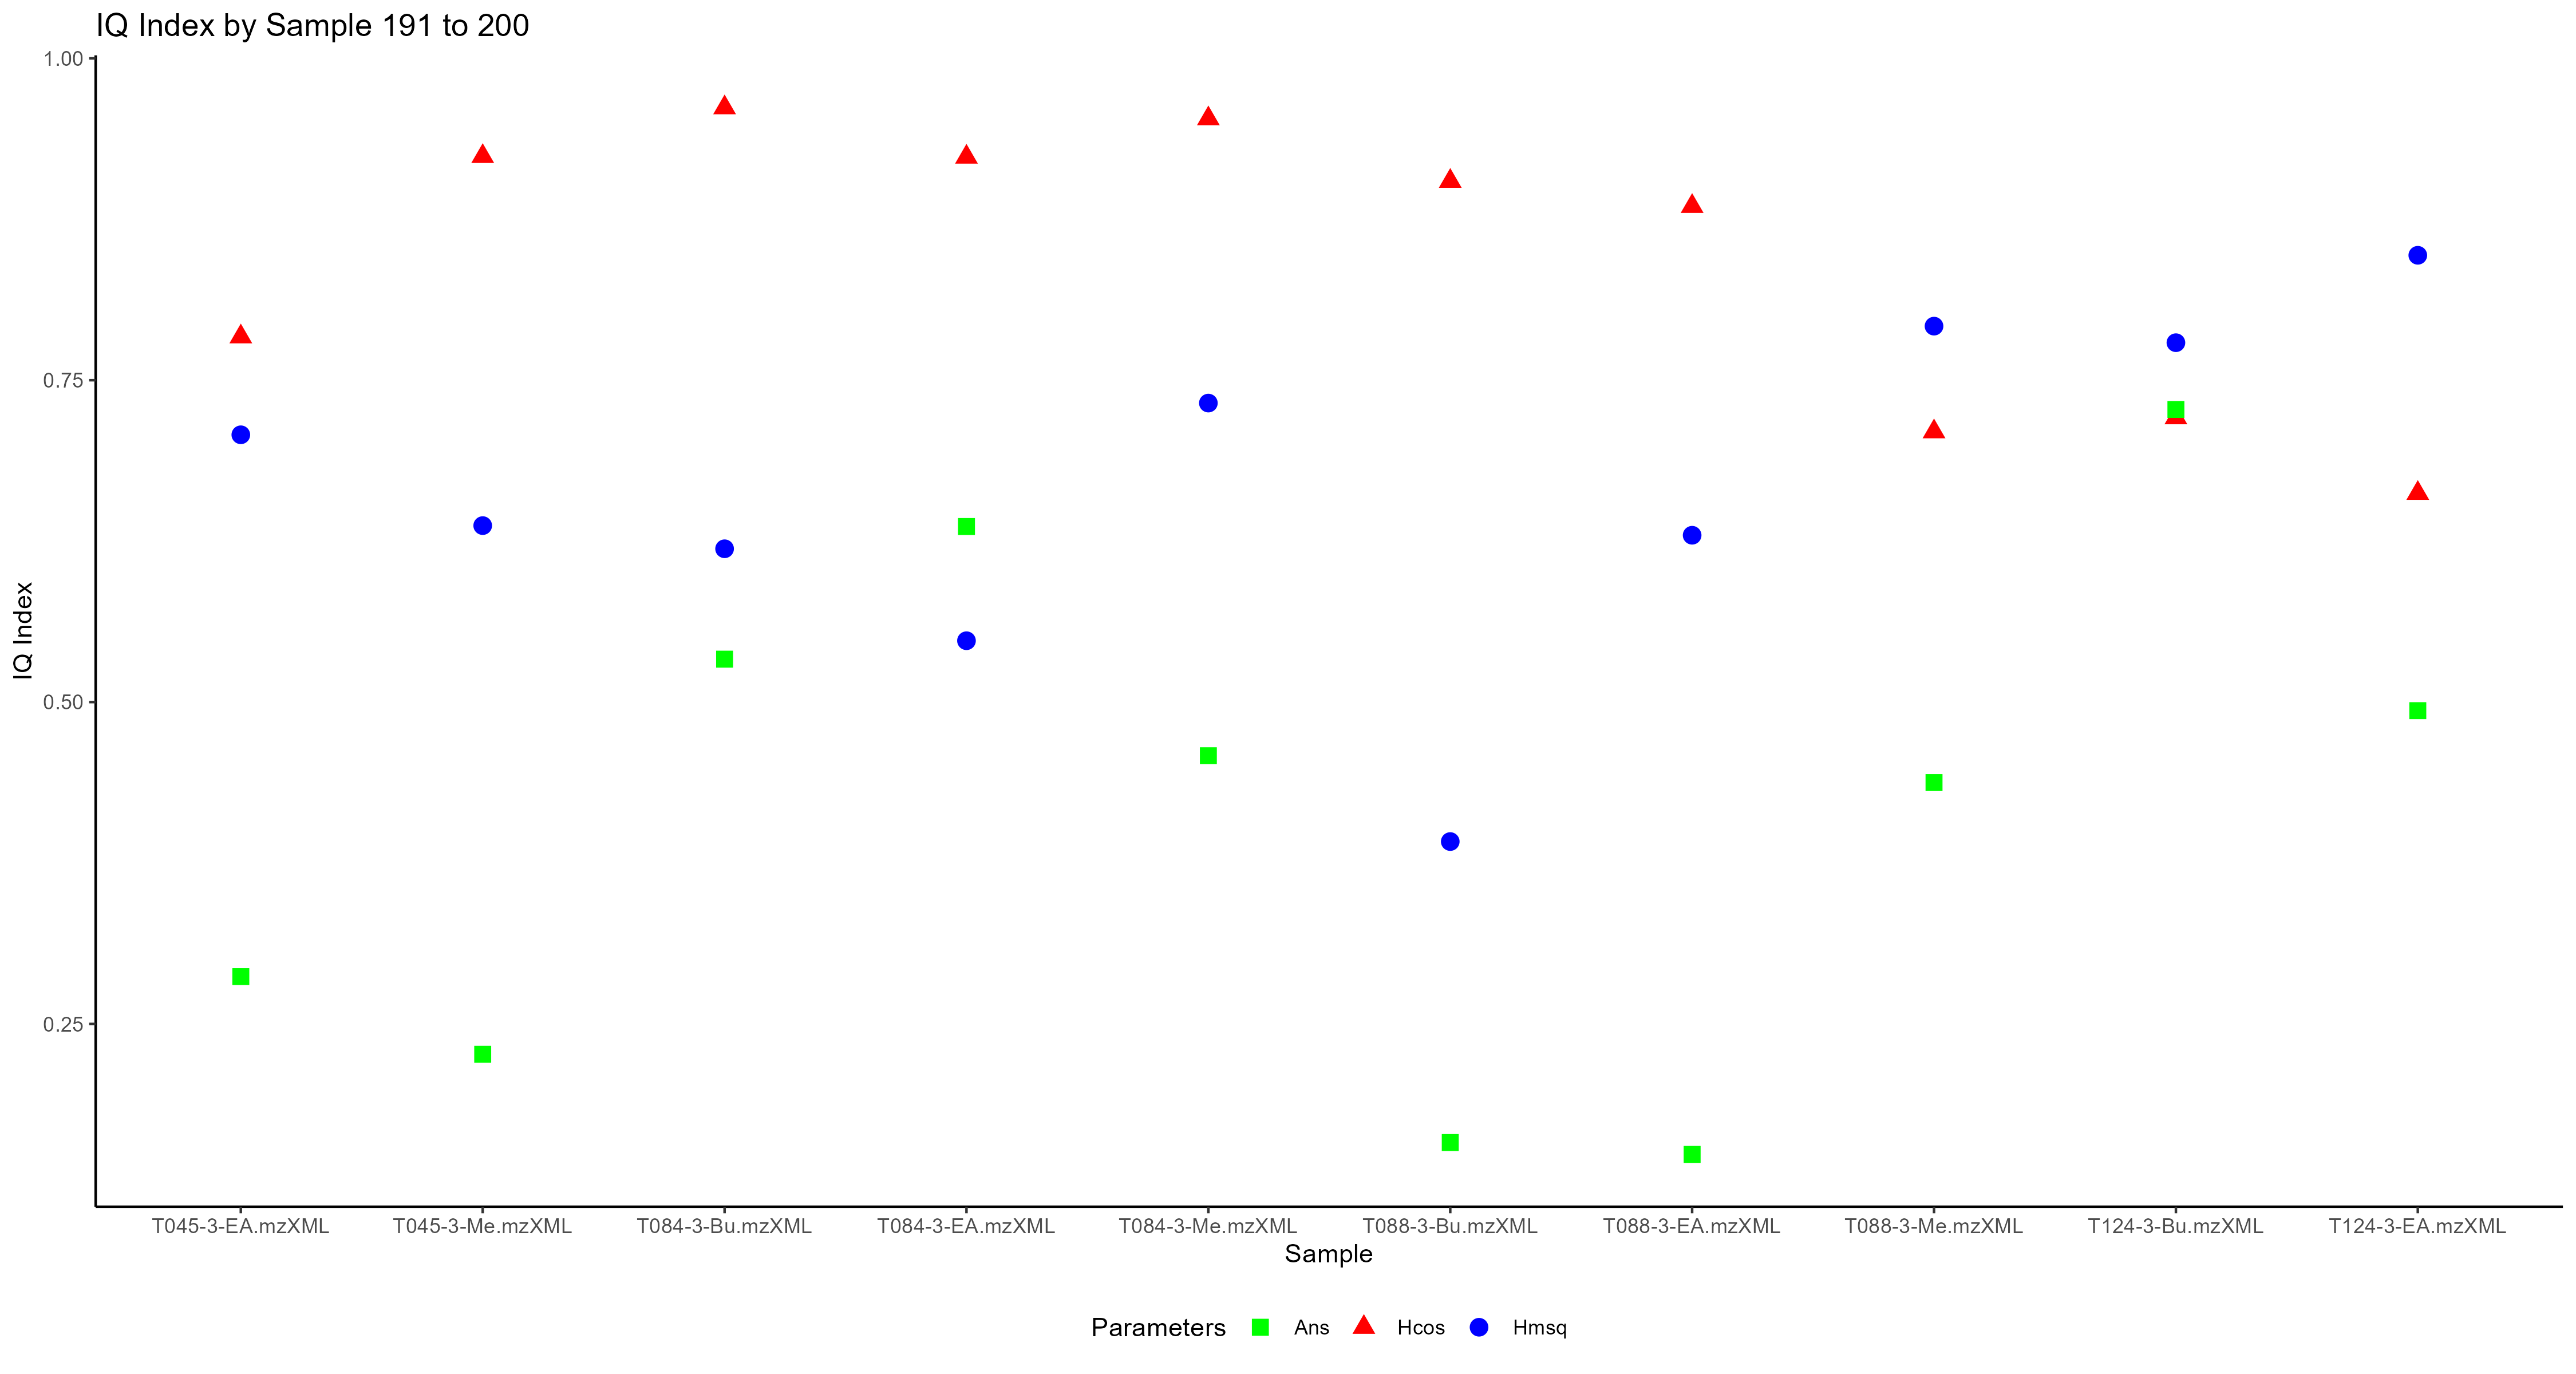 IQ Index by Sample 191 to 200
1.00
0.75
0.50
0.25
IQ Index
T045-3-EA.mzXML T045-3-Me.mzXML T084-3-Bu.mzXML T084-3-EA.mzXML T084-3-Me.mzXML T088-3-Bu.mzXML T088-3-EA.mzXML T088-3-Me.mzXML T124-3-Bu.mzXML T124-3-EA.mzXML
Sample
Parameters Ans Hcos Hmsq